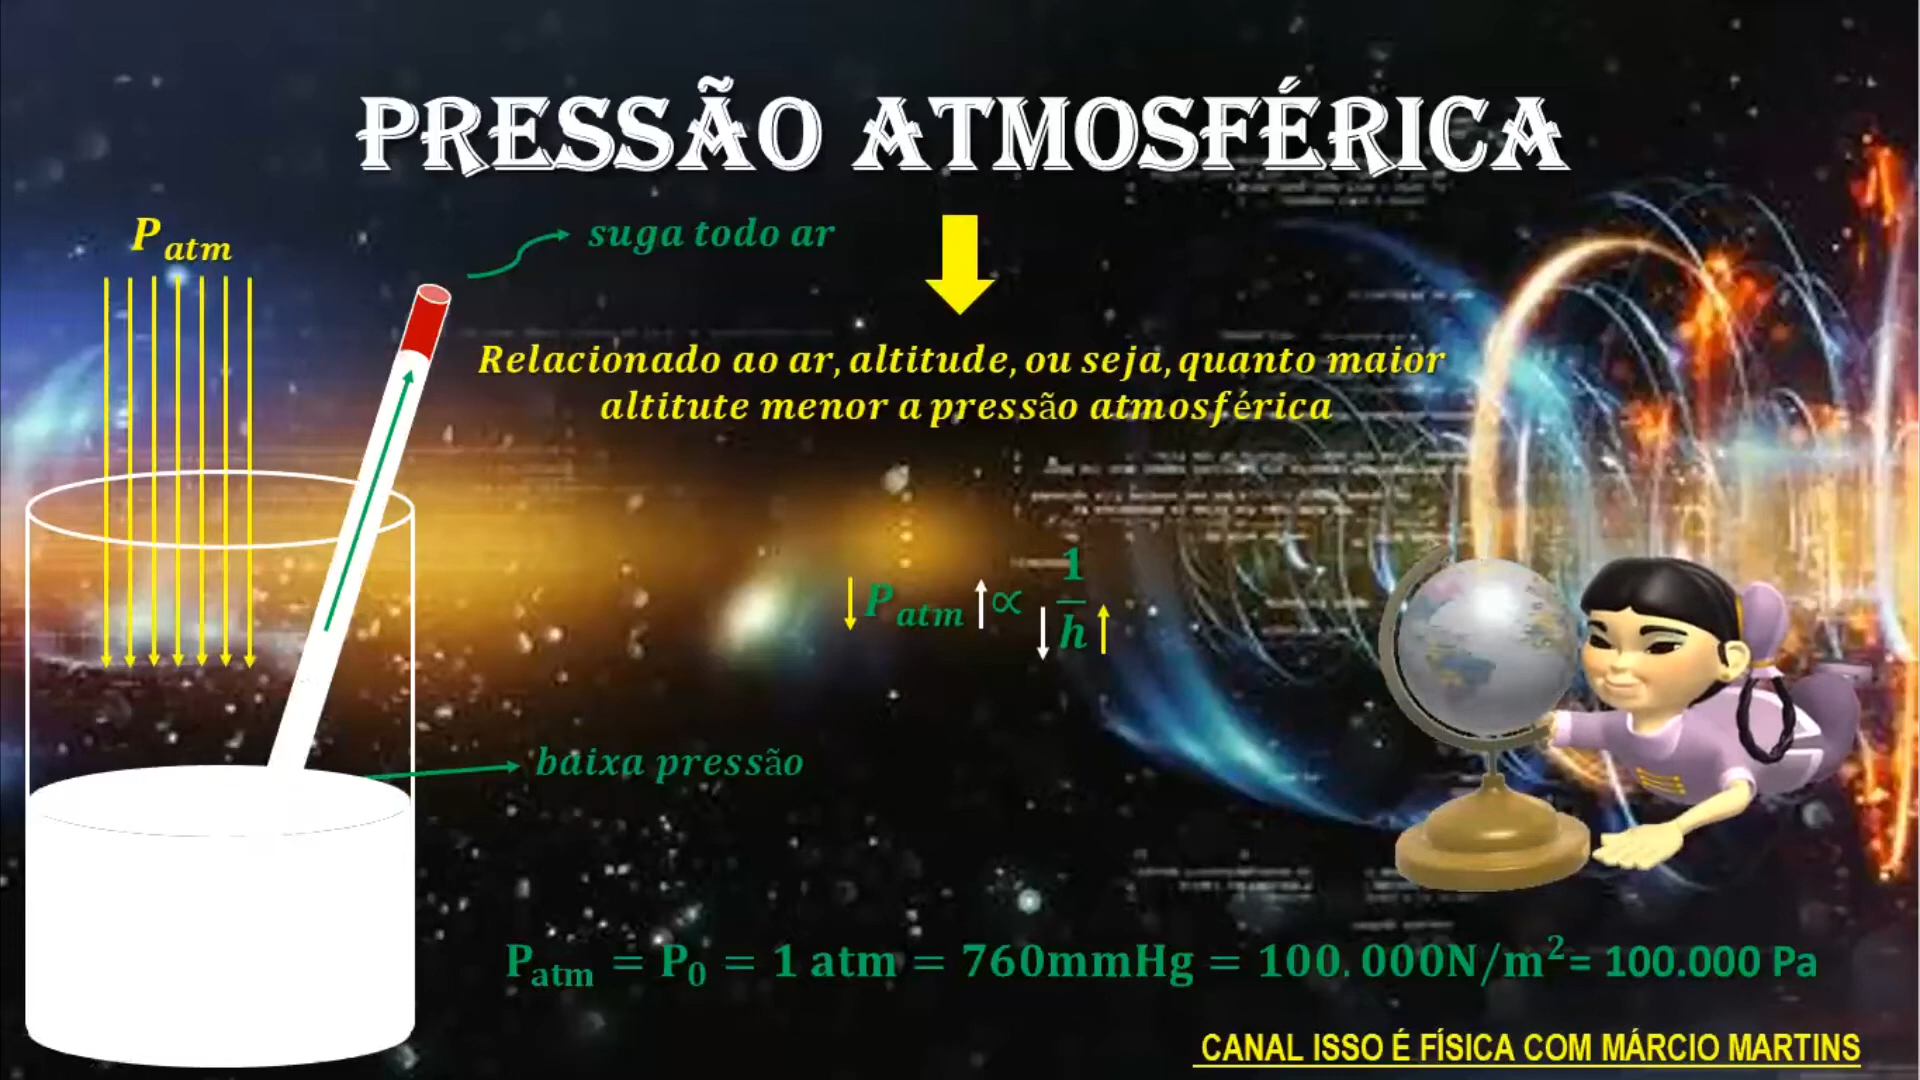 PRESSÃO ATMOSFÉRICA
P atm
suga todo ar
Relacionado ao ar, altitude, ou seja, quanto maior
altitute menor a pressão atmosférica
↓ P atm ↑ ∝ ↓ 1/h ↑
baixa pressão
P atm = P₀ = 1 atm = 760mmHg = 100.000N/m² = 100.000 Pa
CANAL ISSO É FÍSICA COM MÁRCIO MARTINS